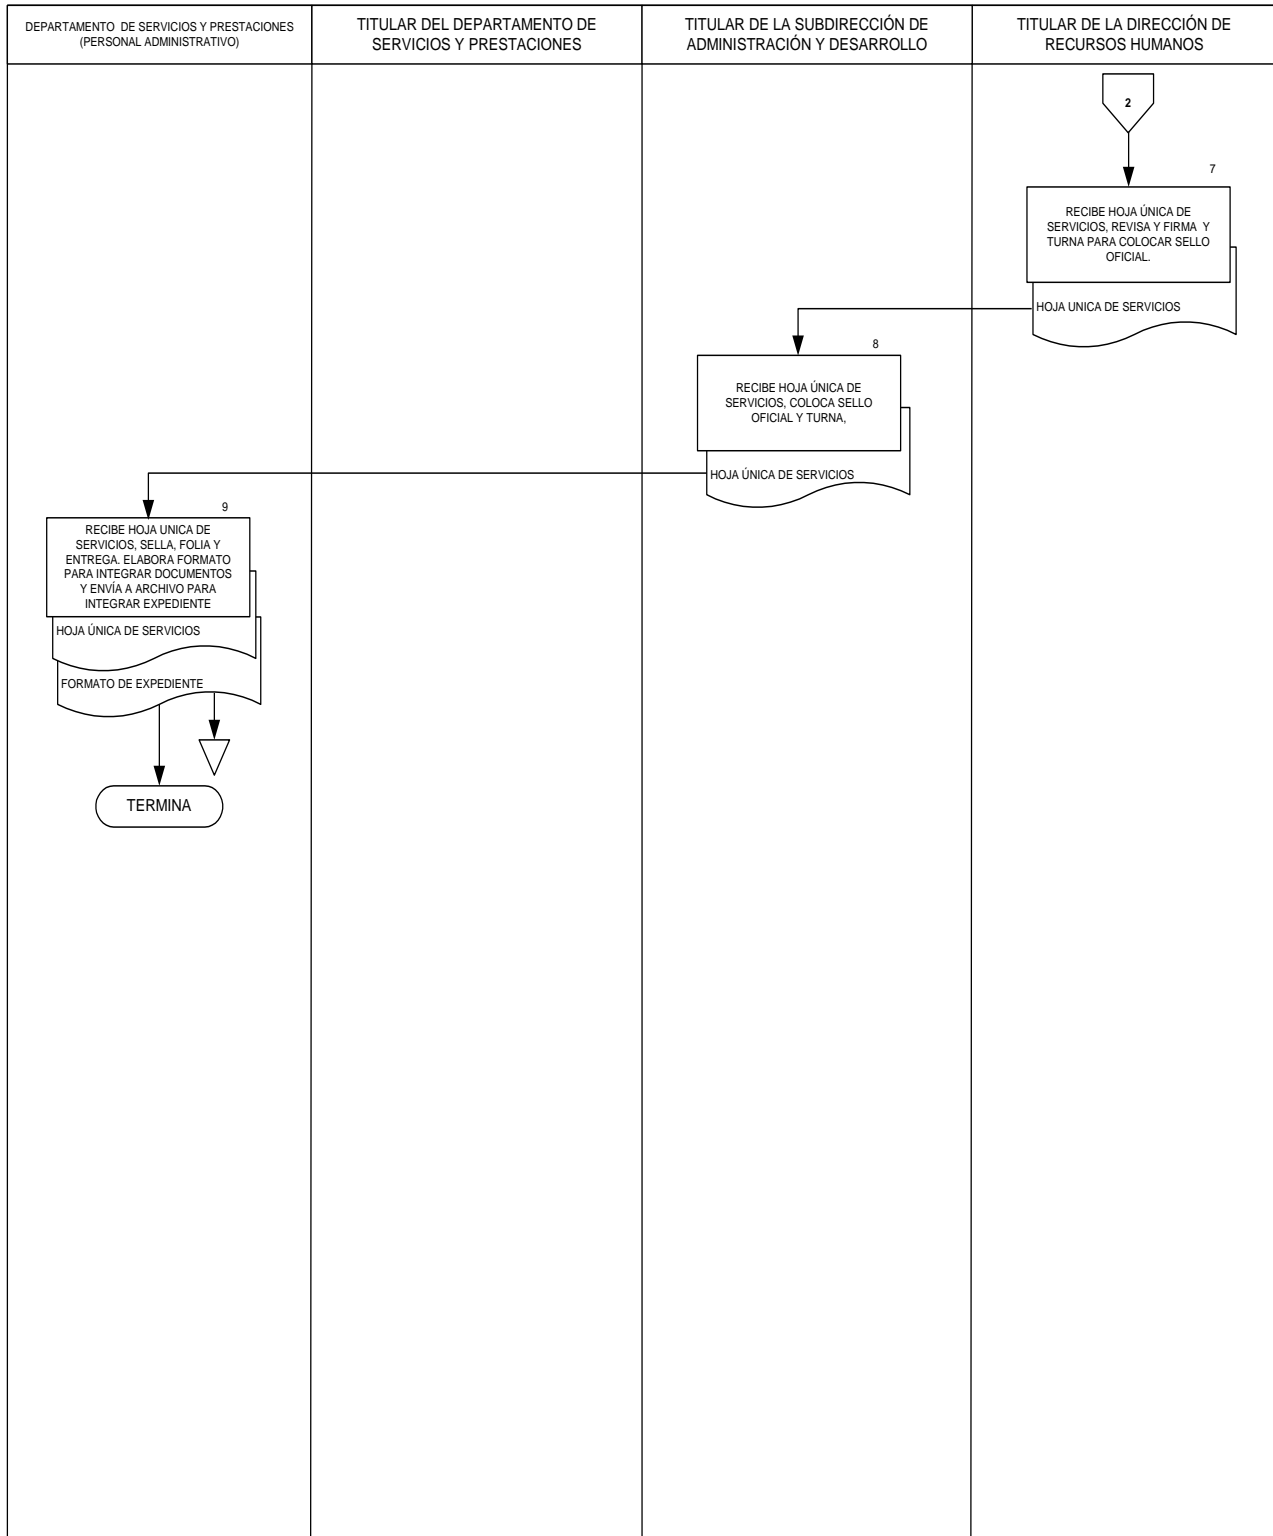 DEPARTAMENTO DE SERVICIOS Y PRESTACIONES
(PERSONAL ADMINISTRATIVO)
TITULAR DEL DEPARTAMENTO DE
SERVICIOS Y PRESTACIONES
TITULAR DE LA SUBDIRECCIÓN DE
ADMINISTRACIÓN Y DESARROLLO
TITULAR DE LA DIRECCIÓN DE
RECURSOS HUMANOS
2
7
RECIBE HOJA ÚNICA DE
SERVICIOS, REVISA Y FIRMA Y
TURNA PARA COLOCAR SELLO
OFICIAL.
HOJA UNICA DE SERVICIOS
8
RECIBE HOJA ÚNICA DE
SERVICIOS, COLOCA SELLO
OFICIAL Y TURNA,
HOJA ÚNICA DE SERVICIOS
9
RECIBE HOJA UNICA DE
SERVICIOS, SELLA, FOLIA Y
ENTREGA. ELABORA FORMATO
PARA INTEGRAR DOCUMENTOS
Y ENVÍA A ARCHIVO PARA
INTEGRAR EXPEDIENTE
HOJA ÚNICA DE SERVICIOS
FORMATO DE EXPEDIENTE
TERMINA